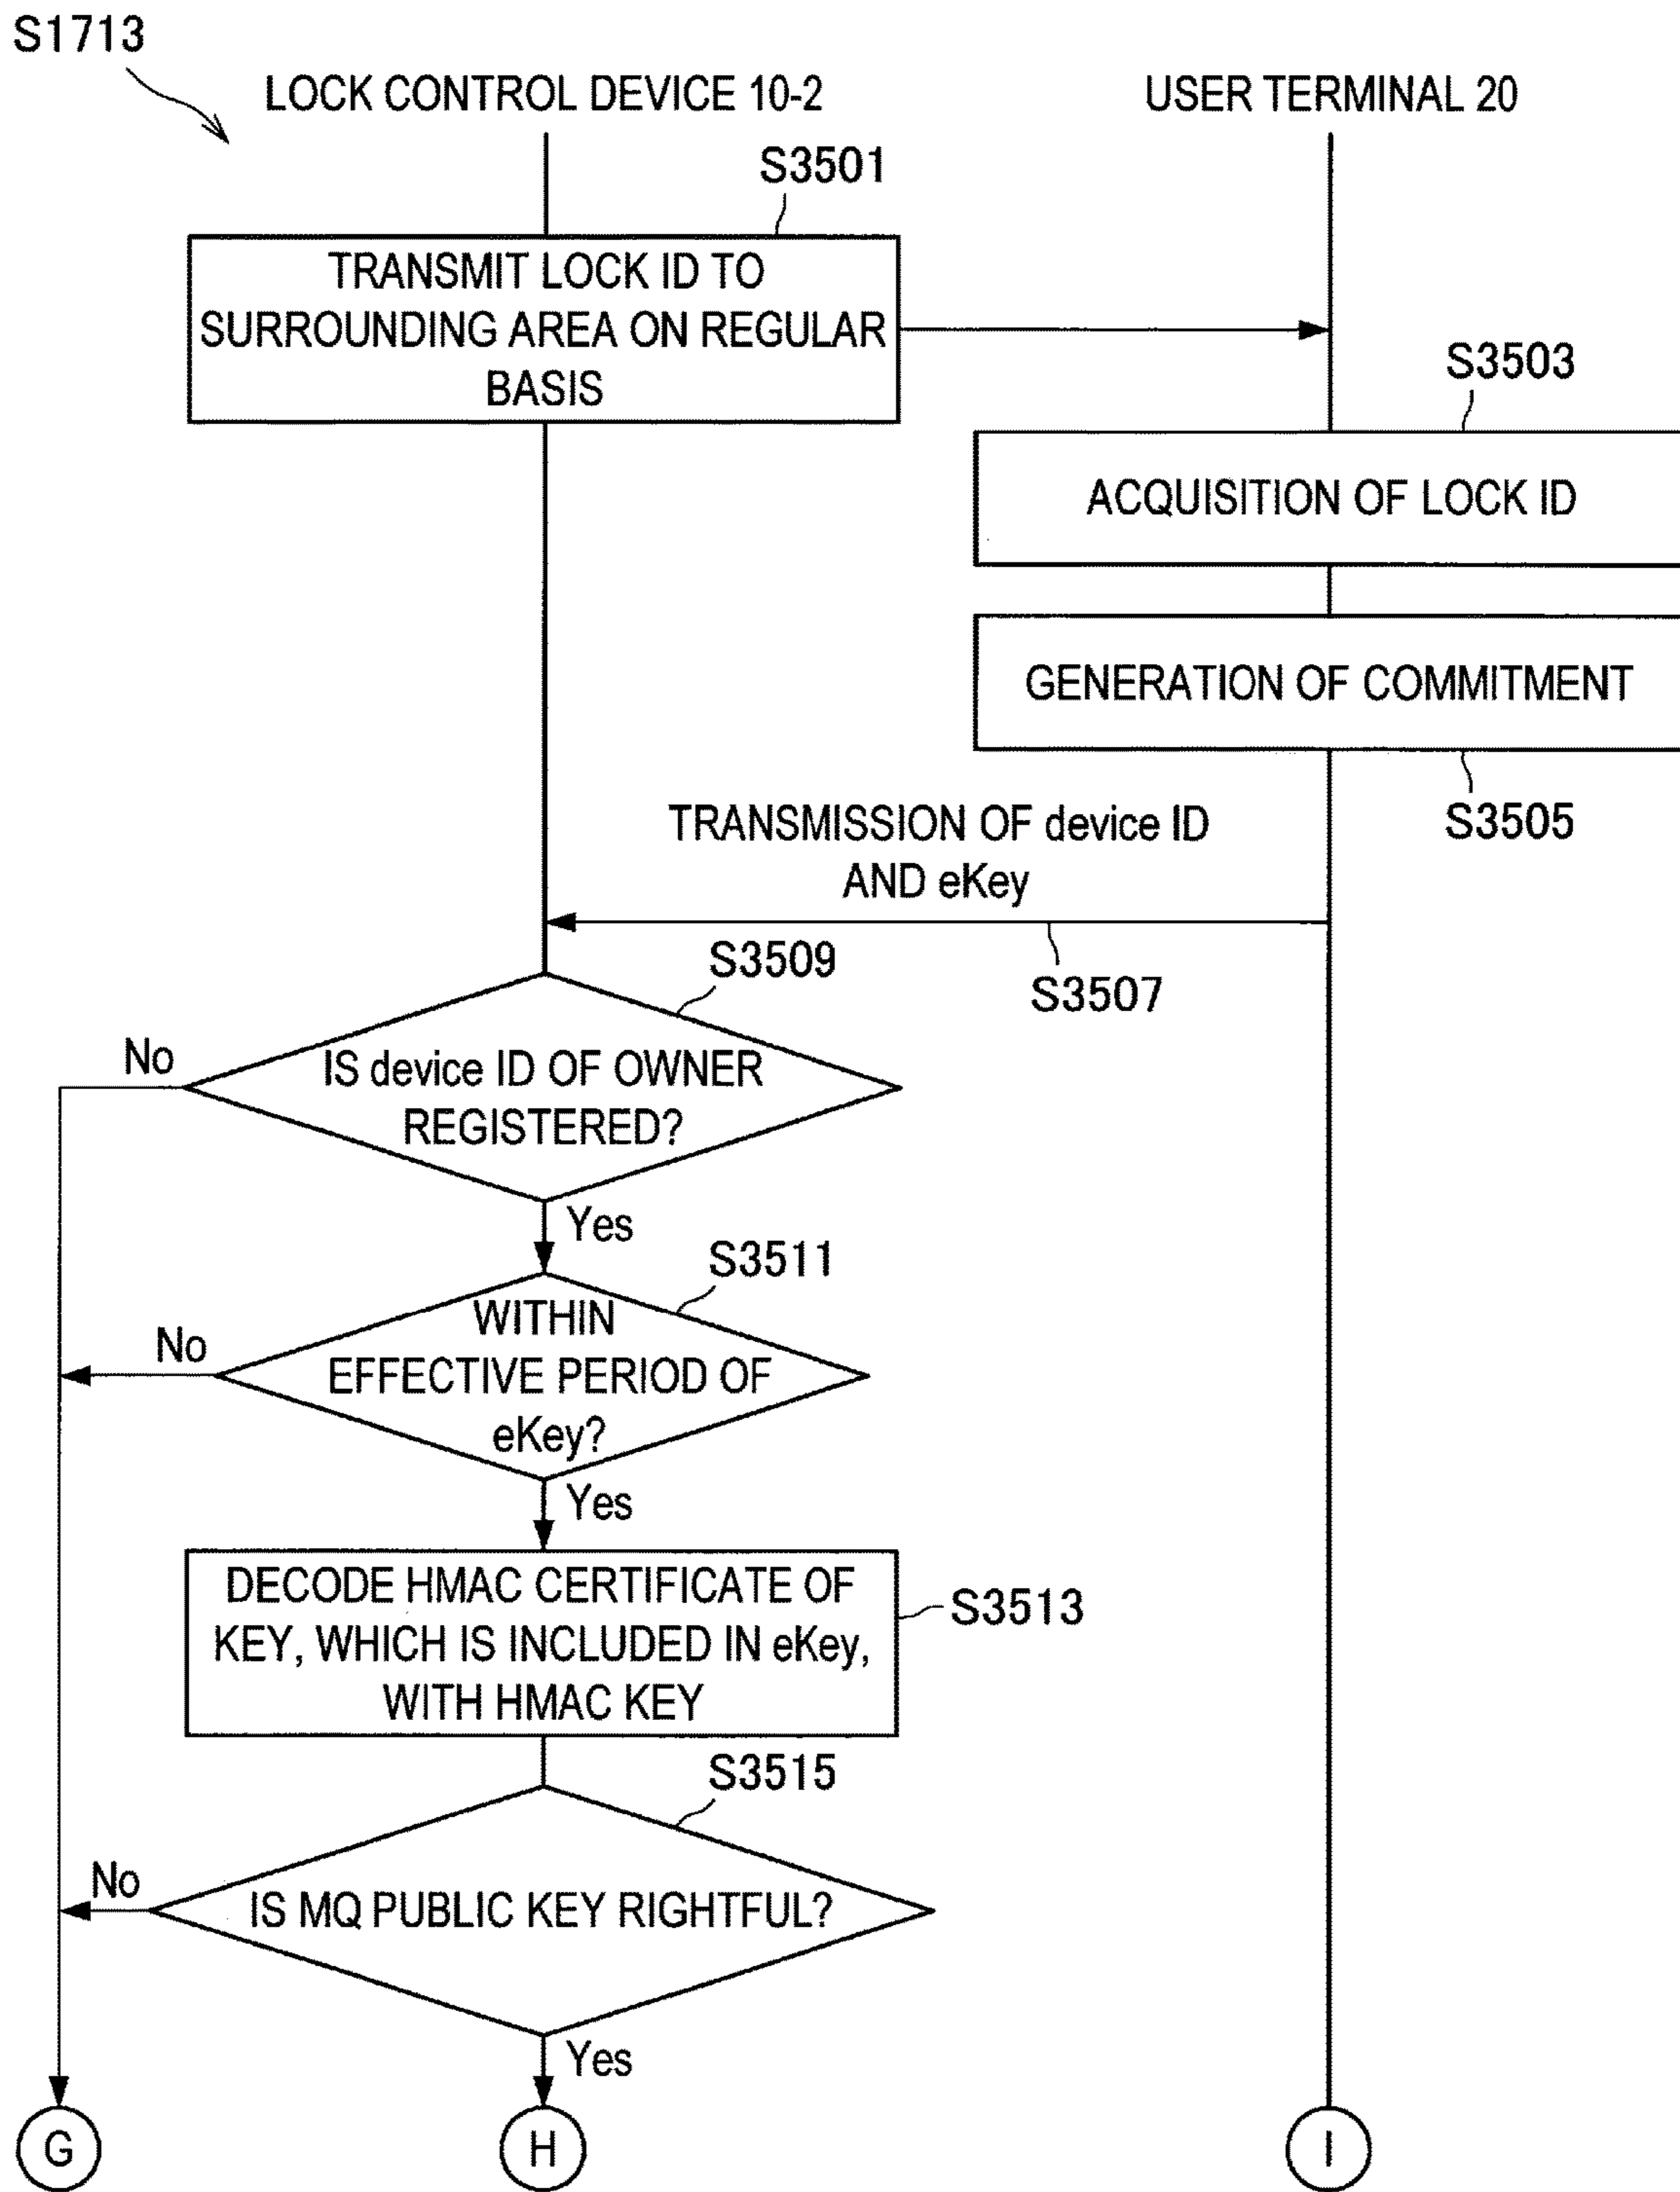 S1713
LOCK CONTROL DEVICE 10-2
USER TERMINAL 20
S3501
TRANSMIT LOCK ID TO
SURROUNDING AREA ON REGULAR
BASIS
S3503
ACQUISITION OF LOCK ID
GENERATION OF COMMITMENT
S3505
TRANSMISSION OF device ID
AND eKey
S3507
S3509
No
IS device ID OF OWNER
REGISTERED?
Yes
S3511
No
WITHIN
EFFECTIVE PERIOD OF
eKey?
Yes
DECODE HMAC CERTIFICATE OF
KEY, WHICH IS INCLUDED IN eKey,
WITH HMAC KEY
S3513
S3515
No
IS MQ PUBLIC KEY RIGHTFUL?
Yes
G
H
I